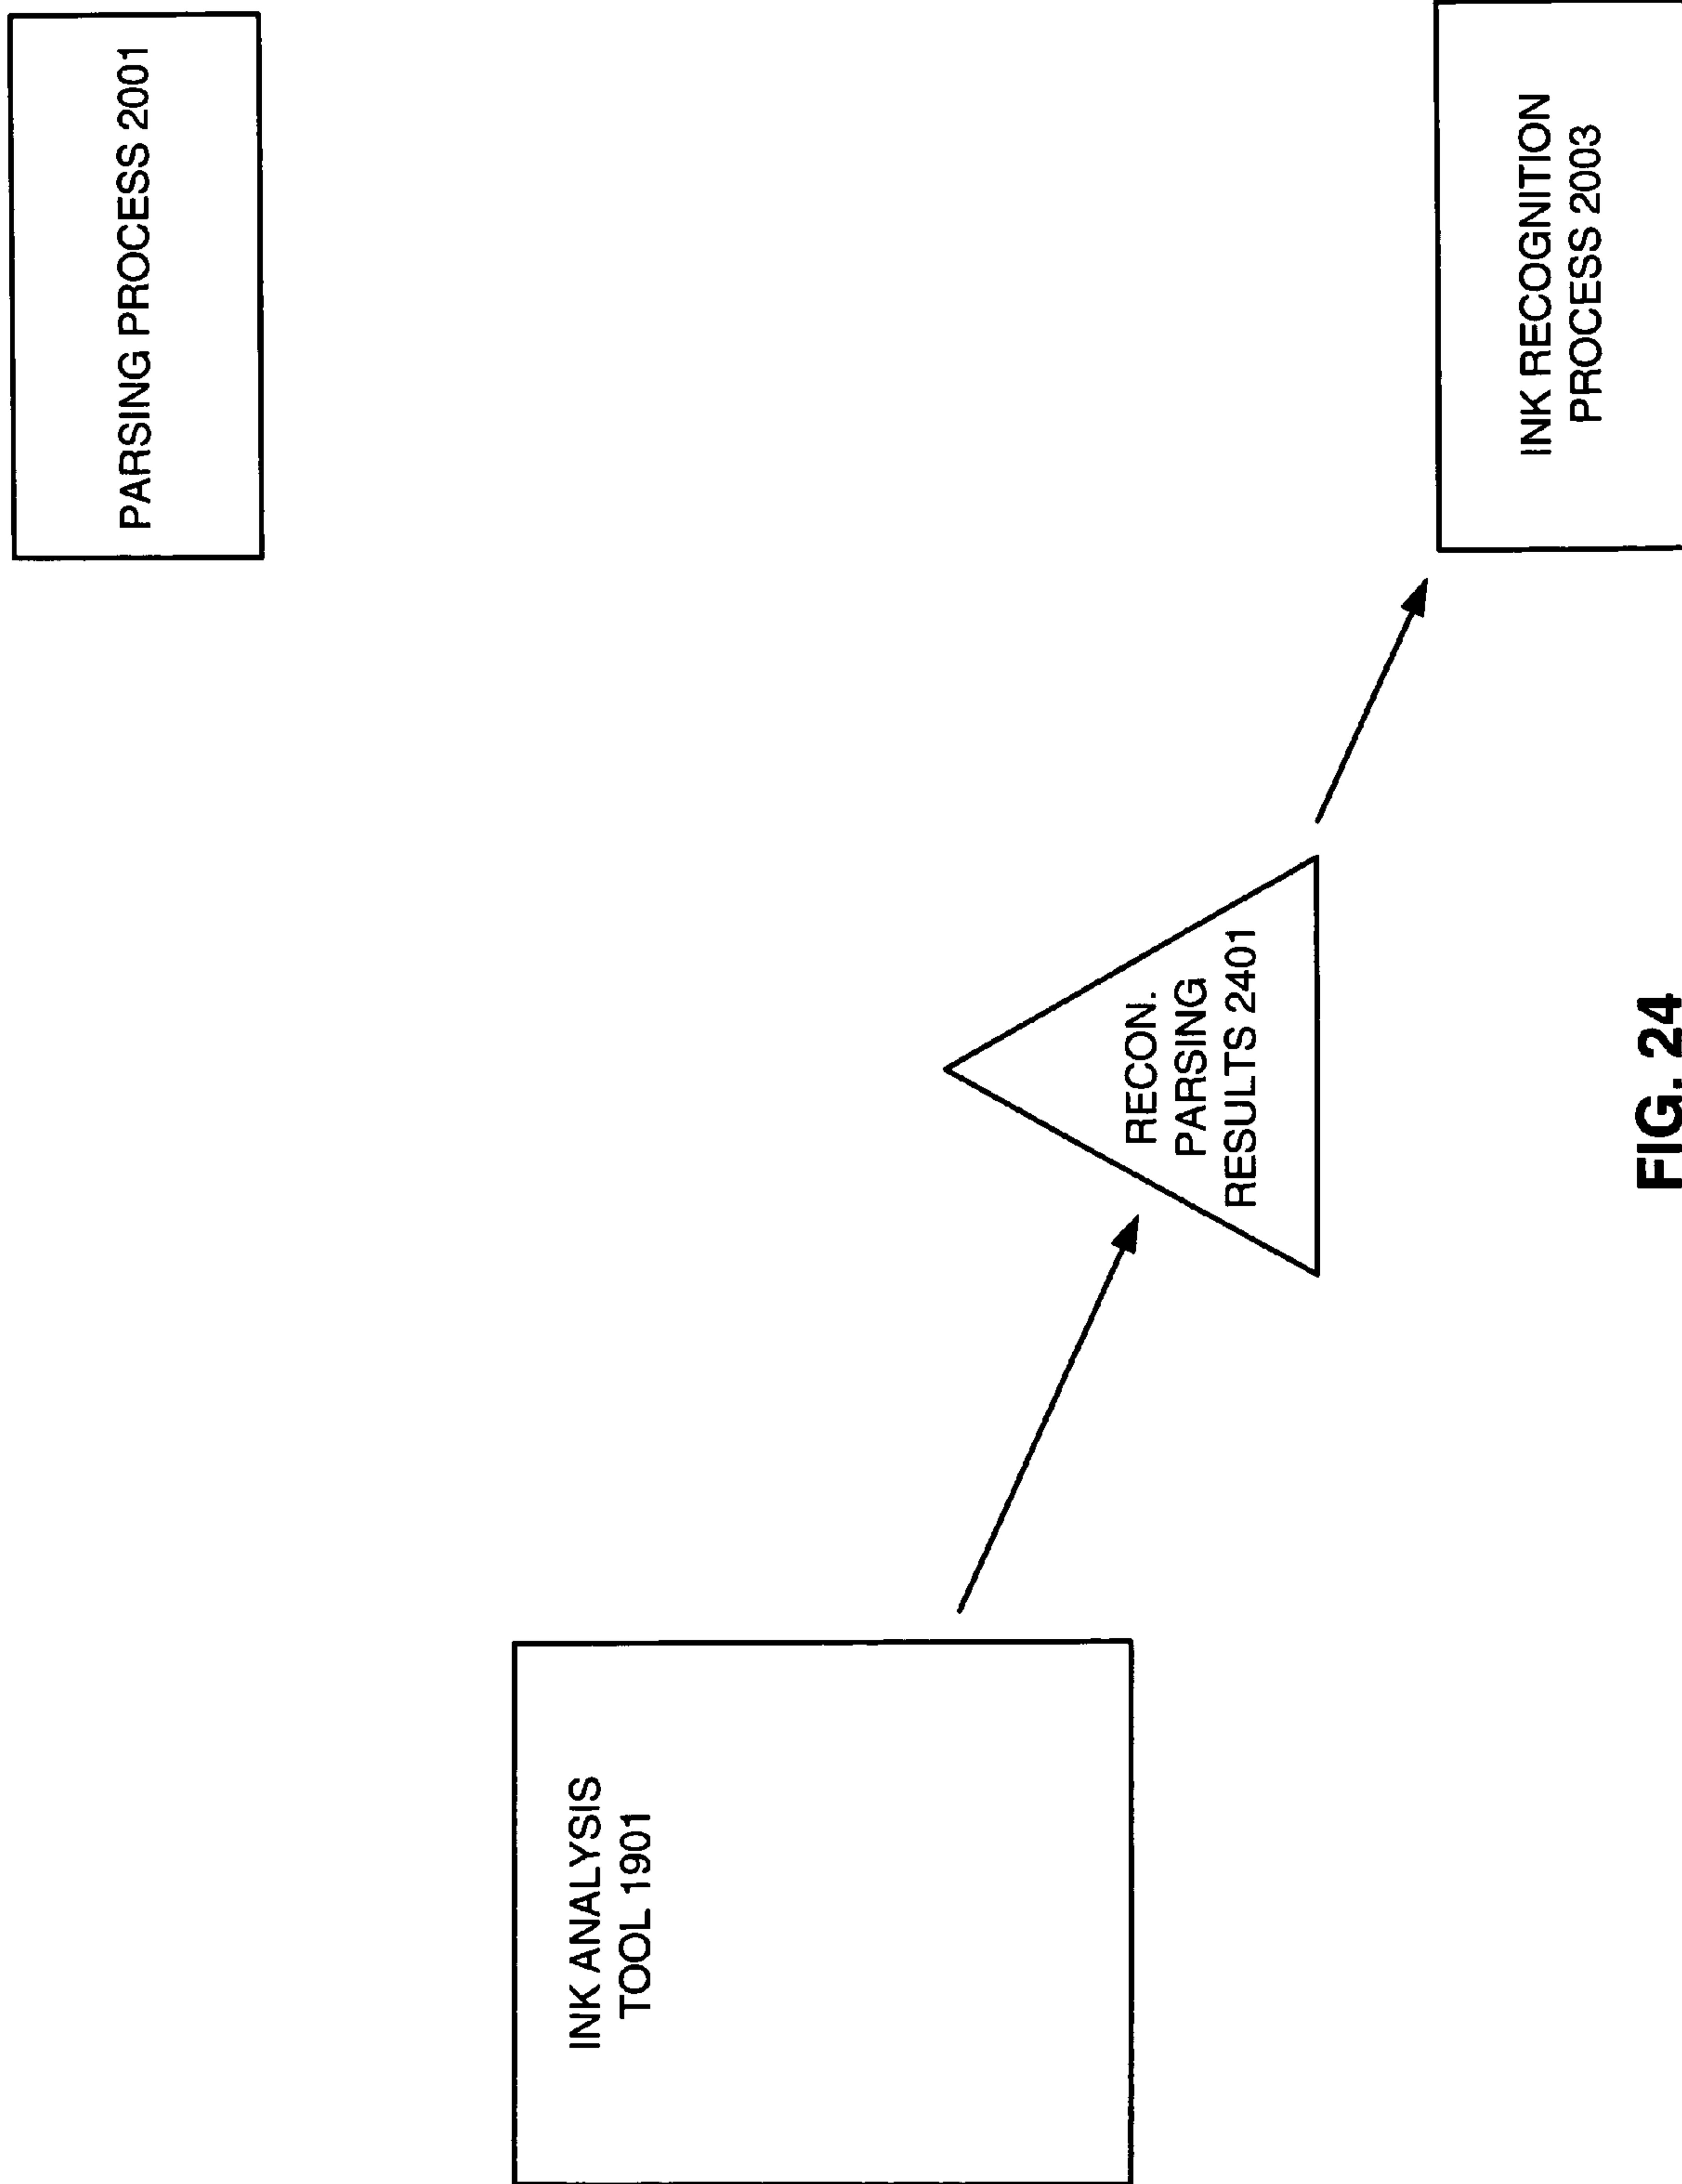 PARSING PROCESS 2001
INK ANALYSIS
TOOL 1901
RECON.
PARSING
RESULTS 2401
INK RECOGNITION
PROCESS 2003
FIG. 24